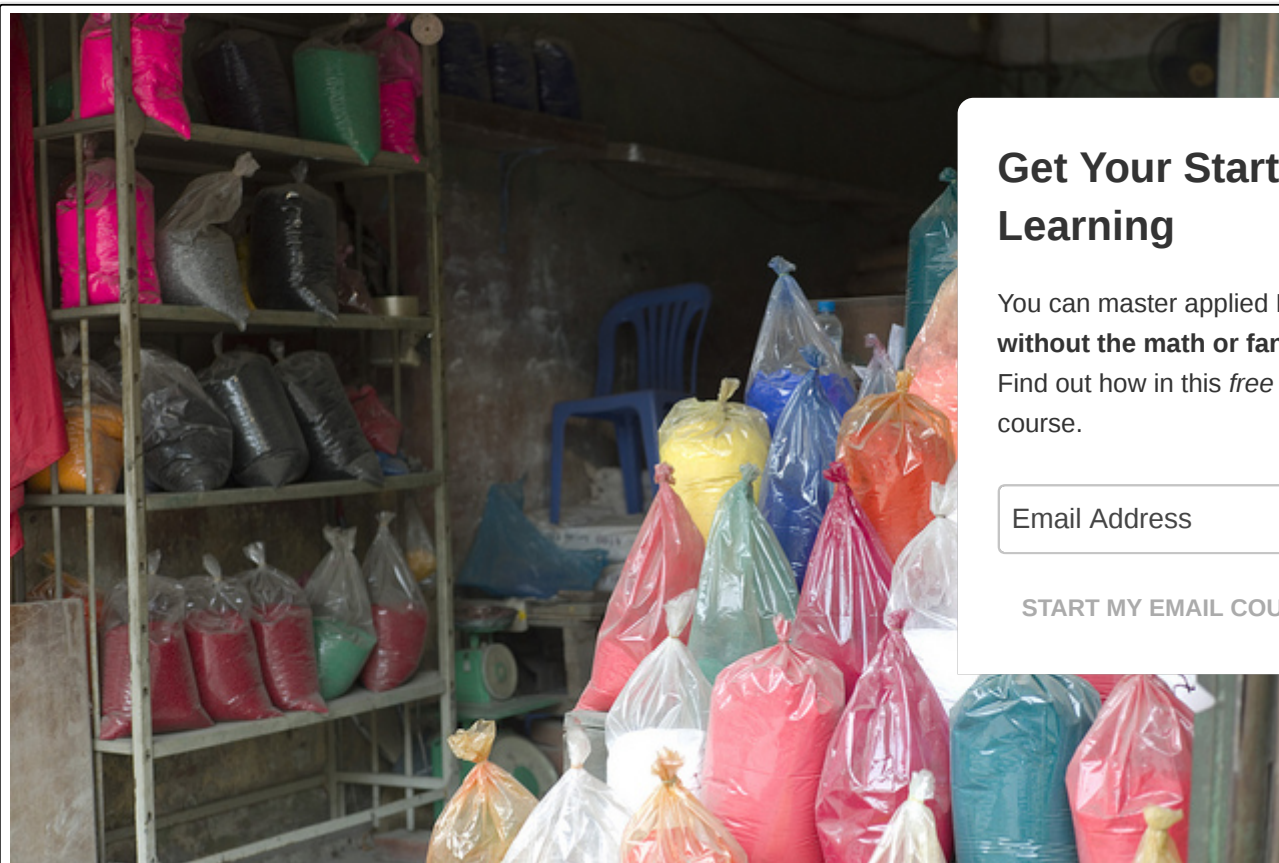 Get Your Start
Learning
You can master applied
without the math or
Find out how in this free
course.
Email Address
START MY EMAIL